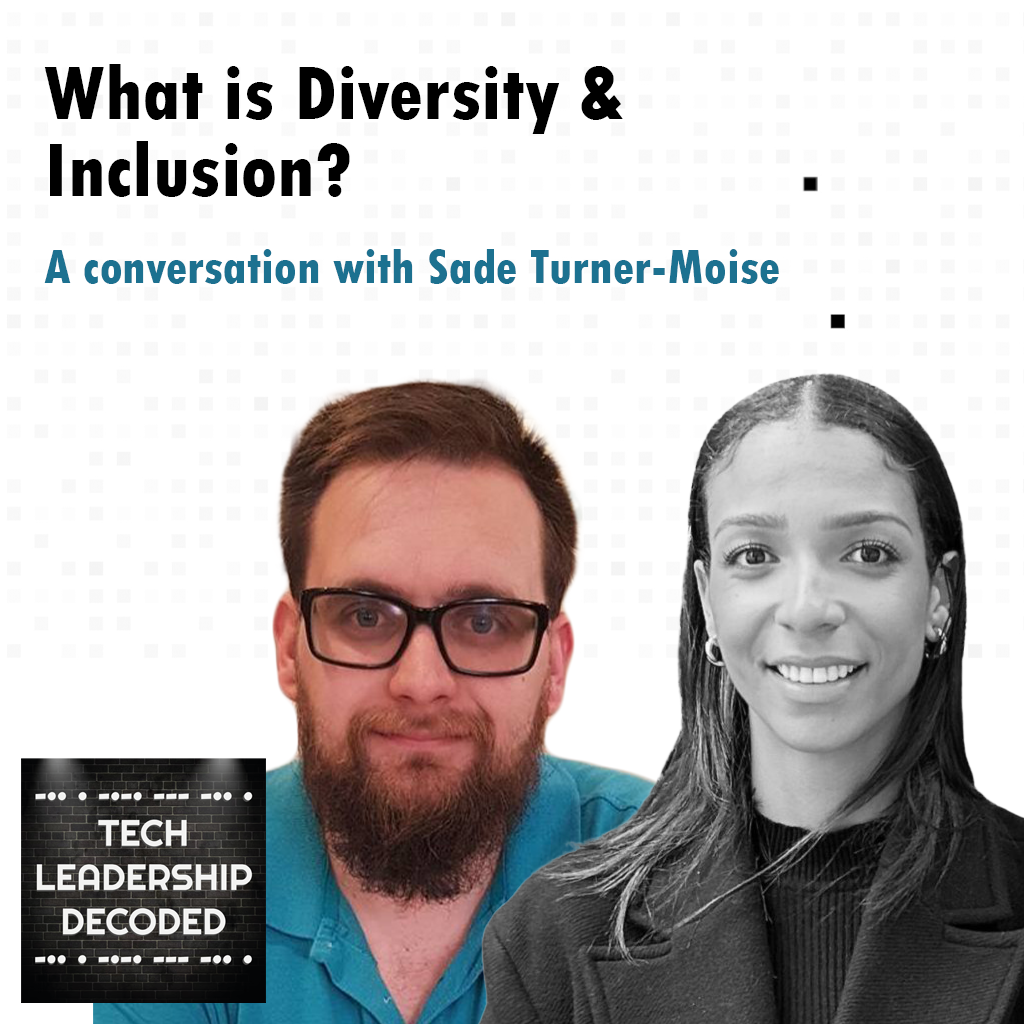 What is Diversity &
Inclusion?
A conversation with Sade Turner-Moise
-•• • -•-• --- -•• •
TECH
LEADERSHIP
DECODED
-•• • -•-• --- -•• •